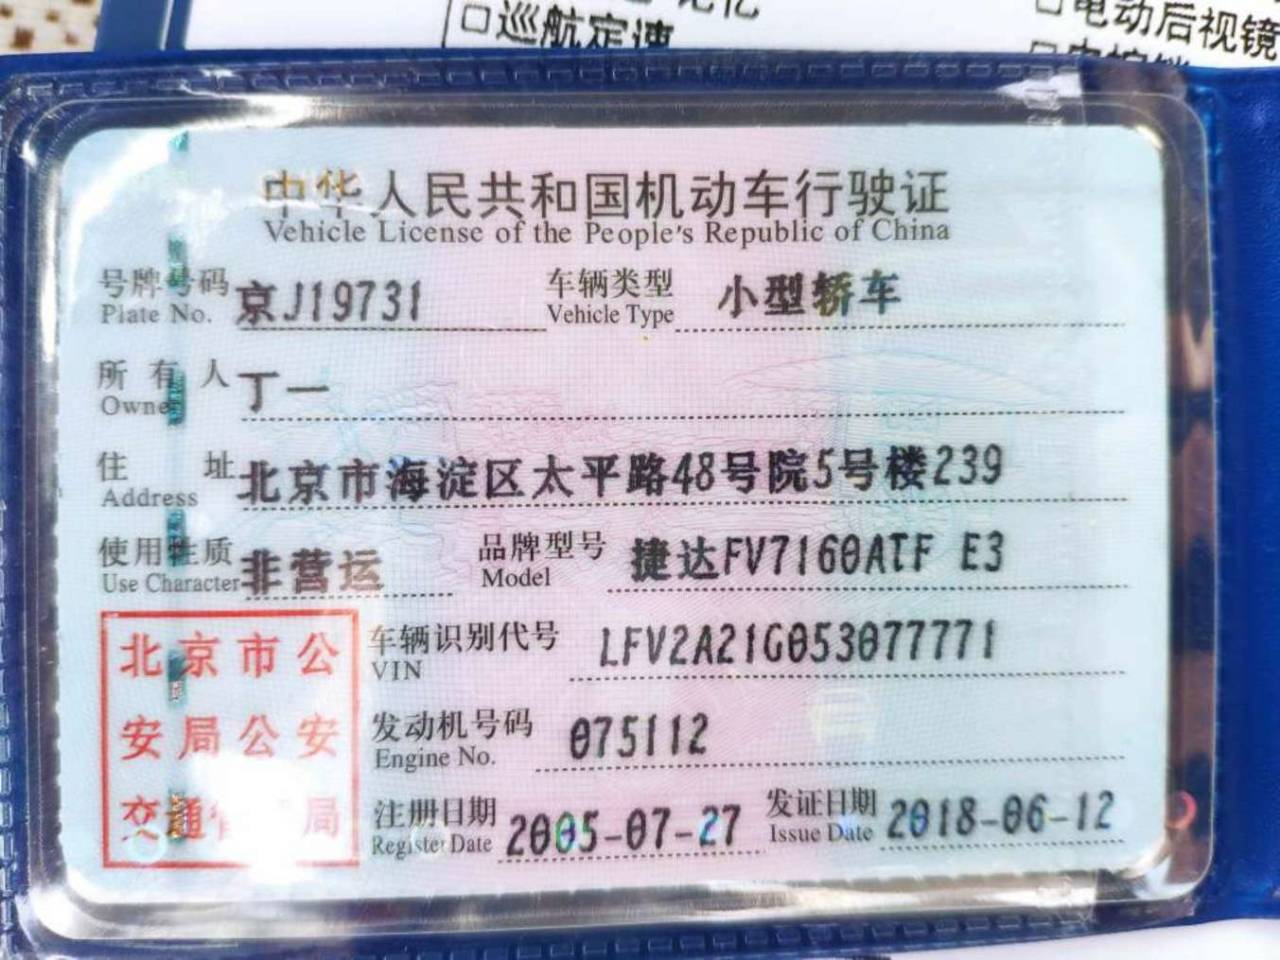 巡航定速
电动后视镜
中华人民共和国机动车行驶证
Vehicle License of the People's Republic of China
号牌号码 京J19731 车辆类型 小型轿车
Plate No. Vehicle Type
所有人 丁一
Owner
住址 北京市海淀区太平路48号院5号楼239
Address
使用性质 非营运 品牌型号 捷达FV7160ATF E3
Use Character Model
北京市公
安局公安
交通管 局
车辆识别代号 LFV2A21G053077771
VIN
发动机号码 075112
Engine No.
注册日期 2005-07-27 发证日期 2018-06-12
Register Date Issue Date